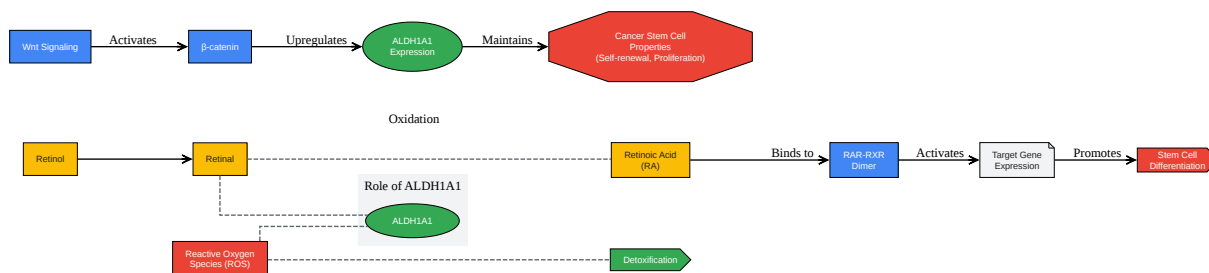 Wnt Signaling
Activates
β-catenin
Upregulates
ALDH1A1
Expression
Maintains
Cancer Stem Cell
Properties
(Self-renewal, Proliferation)
Oxidation
Retinol
Retinal
Retinoic Acid
(RA)
Binds to
RAR-RXR
Dimer
Activates
Target Gene
Expression
Promotes
Stem Cell
Differentiation
Role of ALDH1A1
ALDH1A1
Reactive Oxygen
Species (ROS)
Detoxification